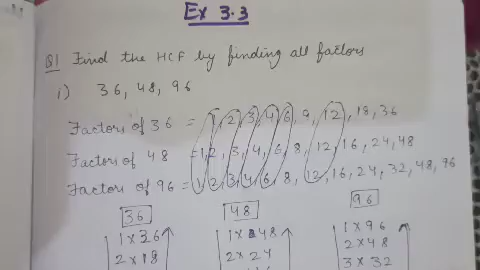 Ex 3.3
Q1 Find the HCF by finding all factors
i) 36, 48, 96
Factors of 36 = 1, 2, 3, 4, 6, 9, 12, 18, 36
Factors of 48 = 1, 2, 3, 4, 6, 8, 12, 16, 24, 48
Factors of 96 = 1, 2, 3, 4, 6, 8, 12, 16, 24, 32, 48, 96
36 48 96
1 x 36 1 x 48 1 x 96
2 x 18 2 x 24 2 x 48
3 x 32